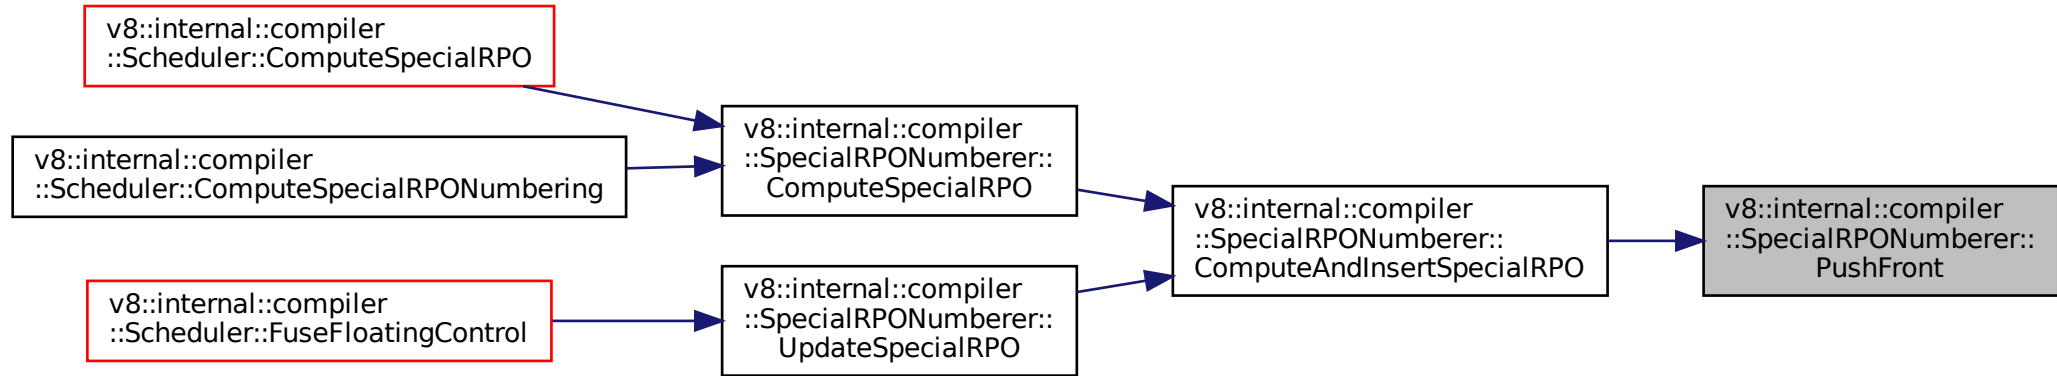 v8::internal::compiler
::Scheduler::ComputeSpecialRPO
v8::internal::compiler
::Scheduler::ComputeSpecialRPONumbering
v8::internal::compiler
::Scheduler::FuseFloatingControl
v8::internal::compiler
::SpecialRPONumberer::
ComputeSpecialRPO
v8::internal::compiler
::SpecialRPONumberer::
UpdateSpecialRPO
v8::internal::compiler
::SpecialRPONumberer::
ComputeAndInsertSpecialRPO
v8::internal::compiler
::SpecialRPONumberer::
PushFront